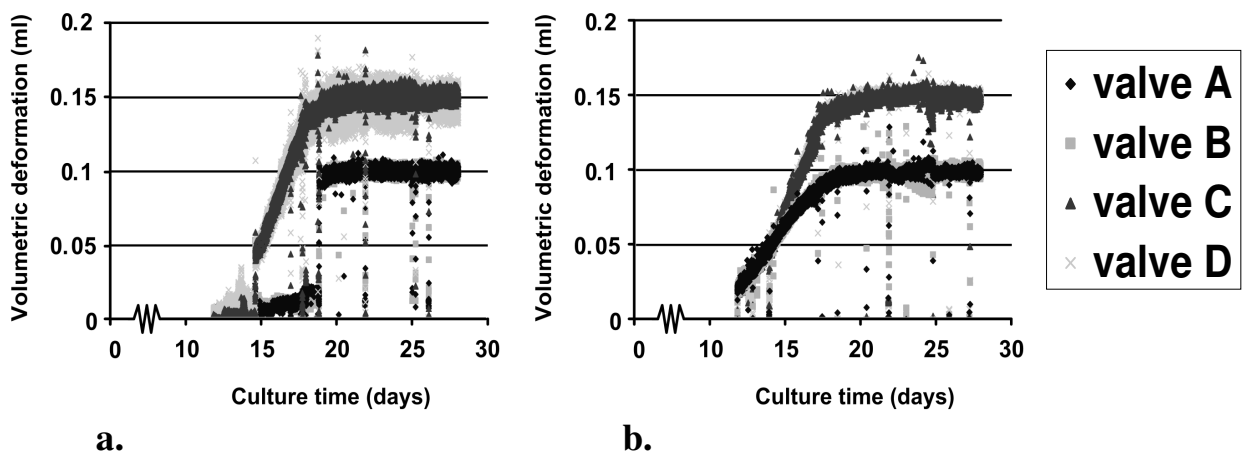 Volumetric deformation (ml)
0.2
0.15
0.1
0.05
0
0 10 15 20 25 30
Culture time (days)
a.
Volumetric deformation (ml)
0.2
0.15
0.1
0.05
0
0 10 15 20 25 30
Culture time (days)
b.
valve A
valve B
valve C
valve D